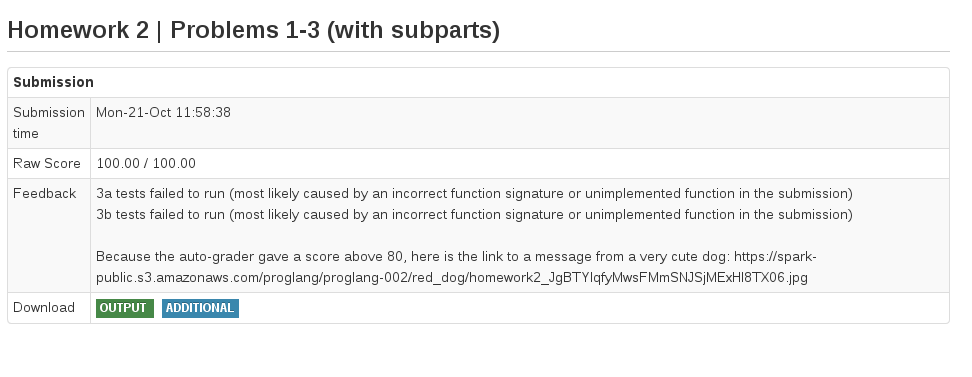 Homework 2 | Problems 1-3 (with subparts)
Submission
Submission time
Mon-21-Oct 11:58:38
Raw Score
100.00 / 100.00
Feedback
3a tests failed to run (most likely caused by an incorrect function signature or unimplemented function in the submission)
3b tests failed to run (most likely caused by an incorrect function signature or unimplemented function in the submission)
Because the auto-grader gave a score above 80, here is the link to a message from a very cute dog: https://spark-
public.s3.amazonaws.com/proglang/proglang-002/red_dog/homework2_JgBTYlqfyMwsFMmSNJSjMExHl8TX06.jpg
Download
OUTPUT ADDITIONAL